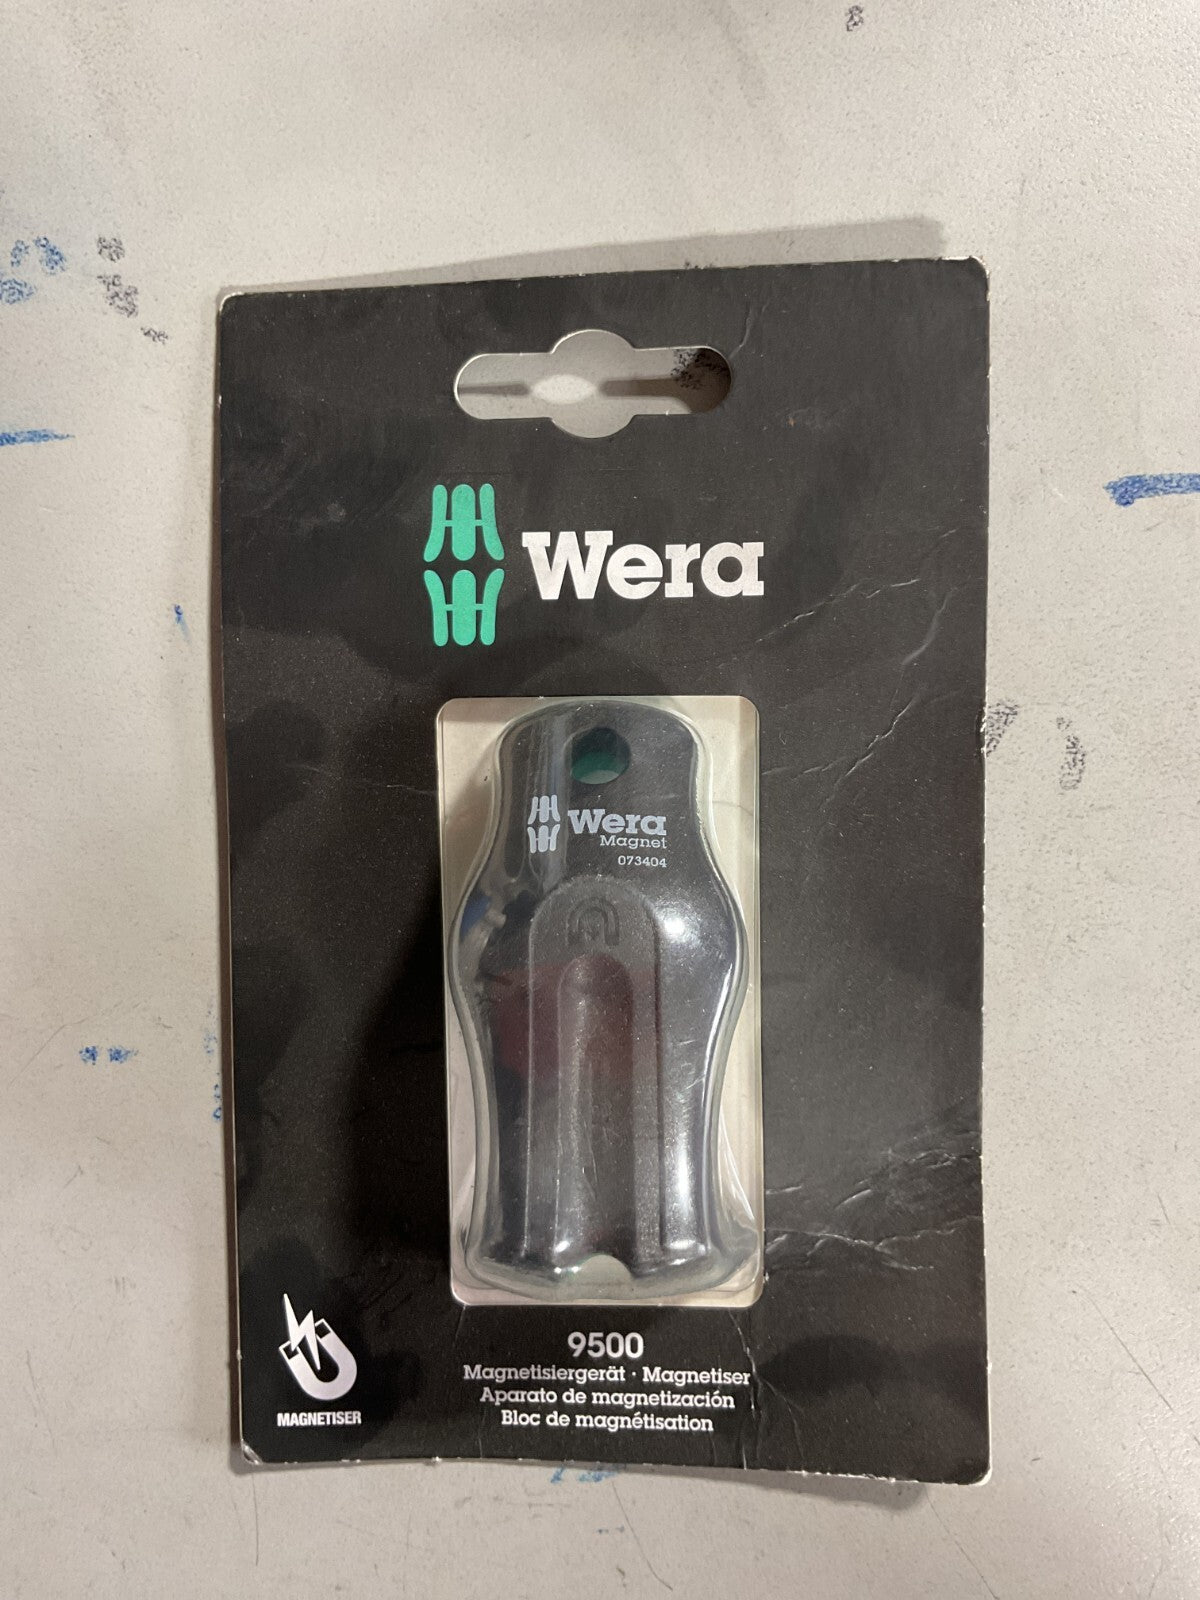 Wera
Wera
Magnet
073404
9500
Magnetisiergerät · Magnetiser
Aparato de magnetización
Bloc de magnétisation
MAGNETISER